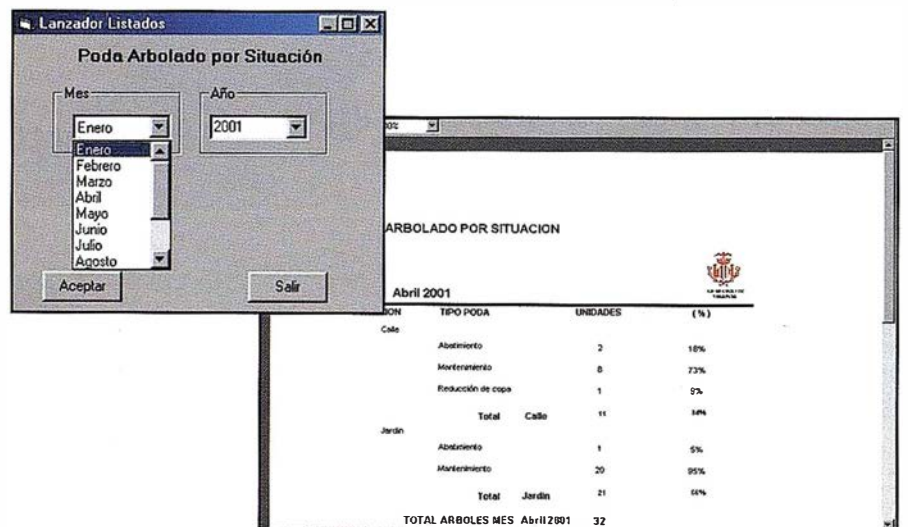 Lanzador Listados
Poda Arbolado por Situación
Mes
Año
Enero
2001
Enero
Febrero
Marzo
Abril
Mayo
Junio
Julio
Agosto
Aceptar
Salir
ARBOLADO POR SITUACION
Abril 2001
TIPO PODA UNIDADES (%)
Calle
Abatimiento 2 18%
Mantenimiento 8 73%
Reducción de copa 1 9%
Total Calle 11 34%
Jardín
Abatimiento 1 5%
Mantenimiento 20 95%
Total Jardín 21
TOTAL ARBOLES MES Abril 2001 32